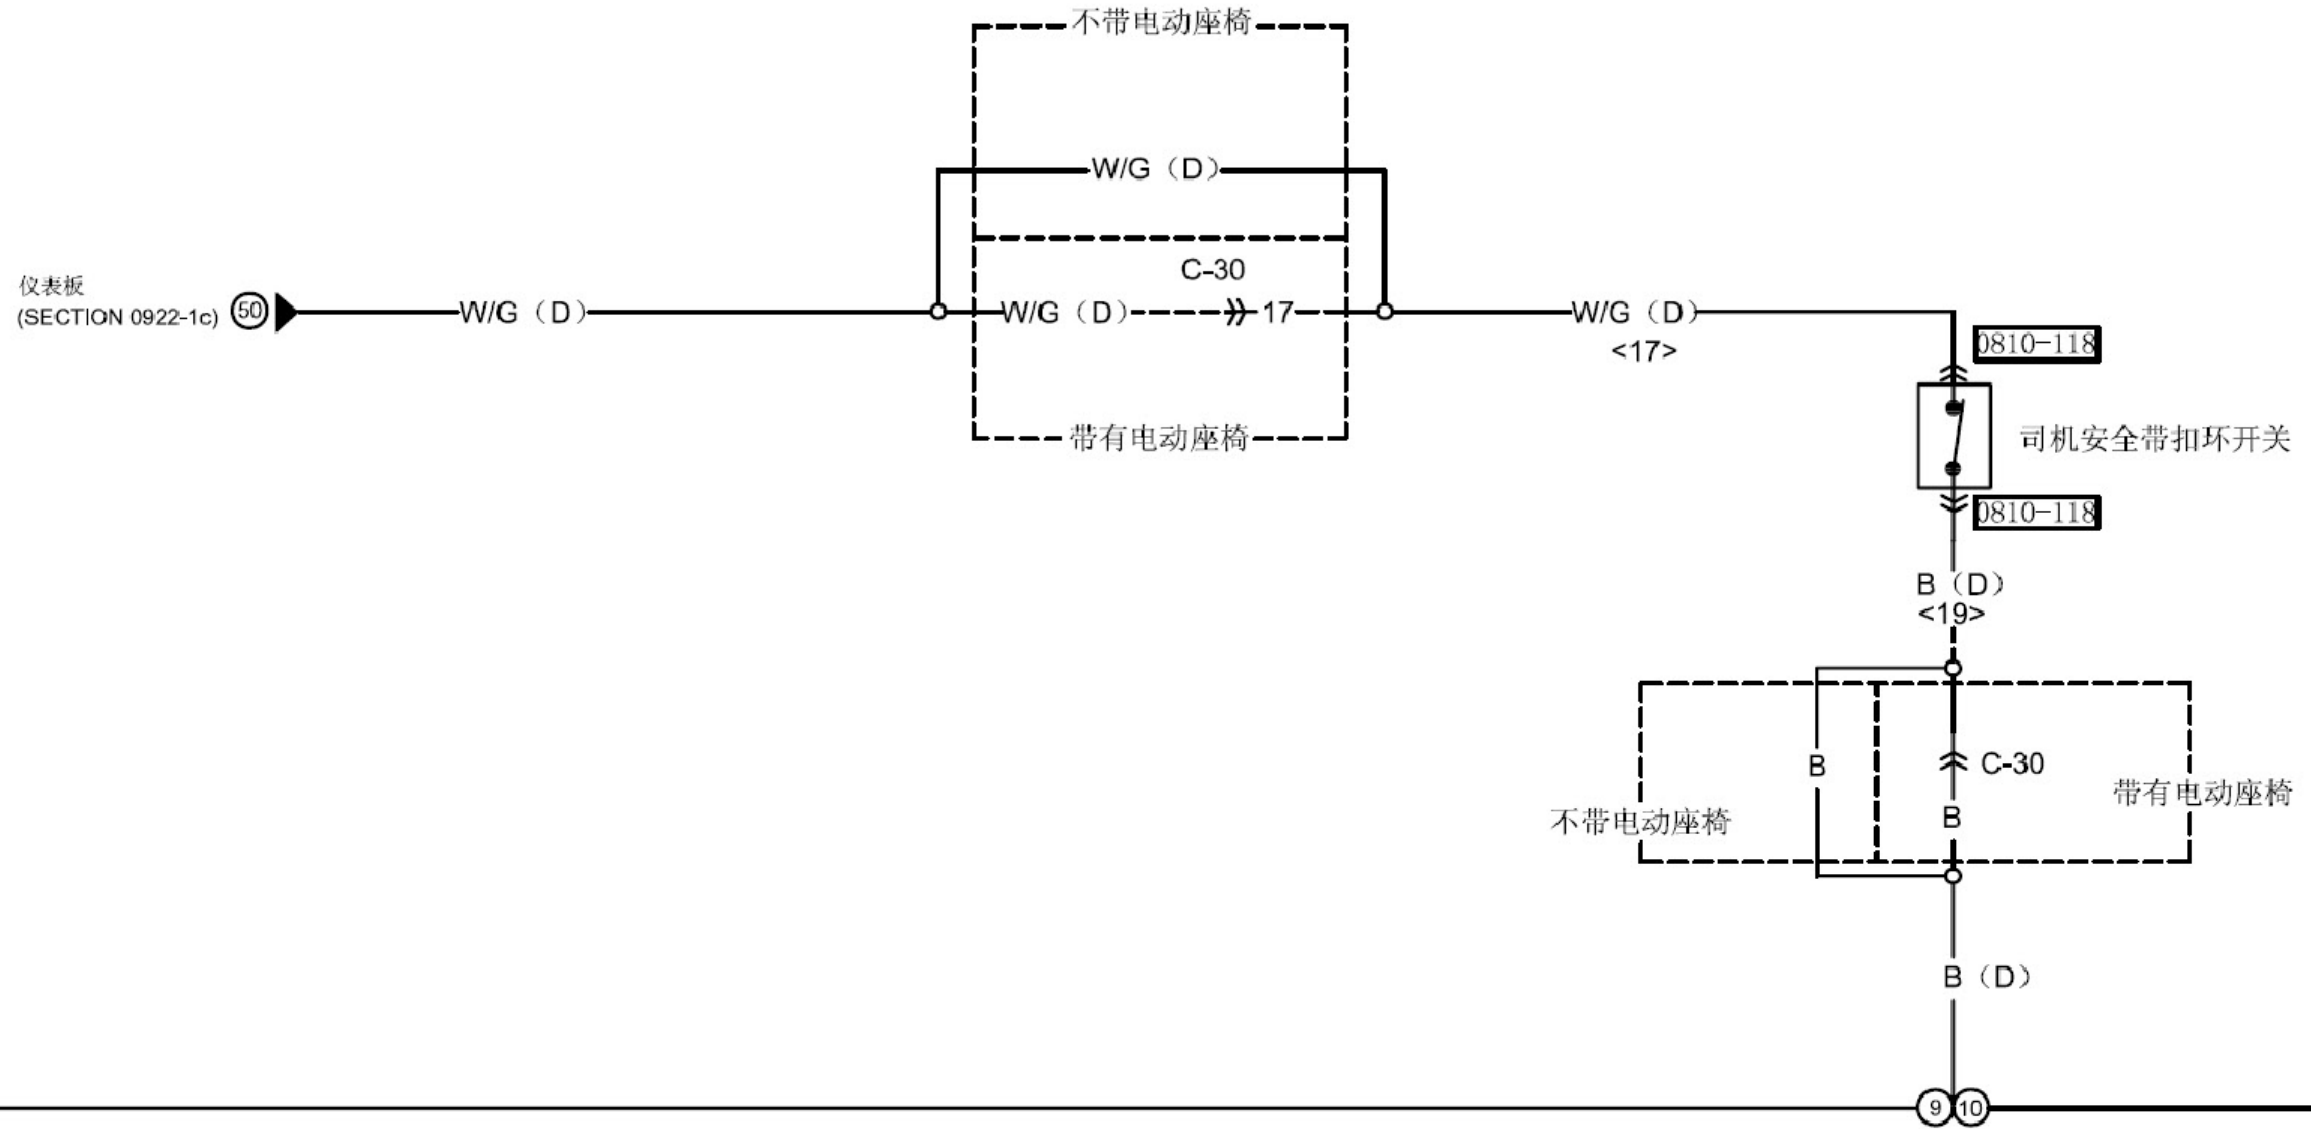 不带电动座椅
W/G（D）
C-30
仪表板
(SECTION 0922-1c)
50
W/G（D）
W/G（D）
17
W/G（D）
<17>
0810-118
带有电动座椅
司机安全带扣环开关
0810-118
B（D）
<19>
B
C-30
带有电动座椅
B
不带电动座椅
B（D）
9
10